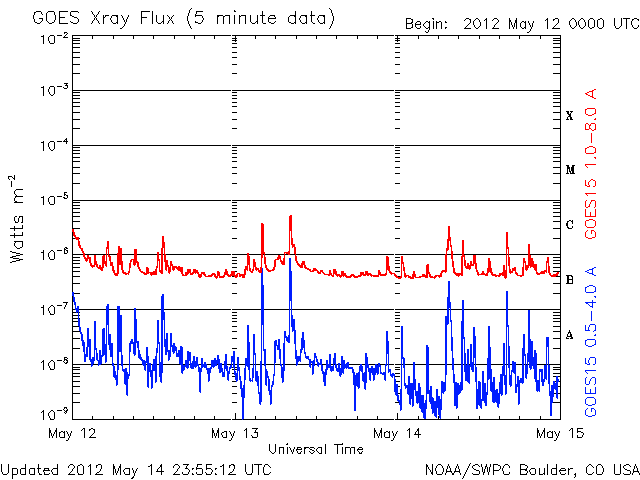 GOES Xray Flux (5 minute data)
Begin: 2012 May 12 0000 UTC
10⁻²
10⁻³
10⁻⁴
10⁻⁵
10⁻⁶
10⁻⁷
10⁻⁸
10⁻⁹
Watts m⁻²
X
M
C
B
A
GOES15 1.0-8.0 A
GOES15 0.5-4.0 A
May 12
May 13
May 14
May 15
Universal Time
Updated 2012 May 14 23:55:12 UTC
NOAA/SWPC Boulder, CO USA